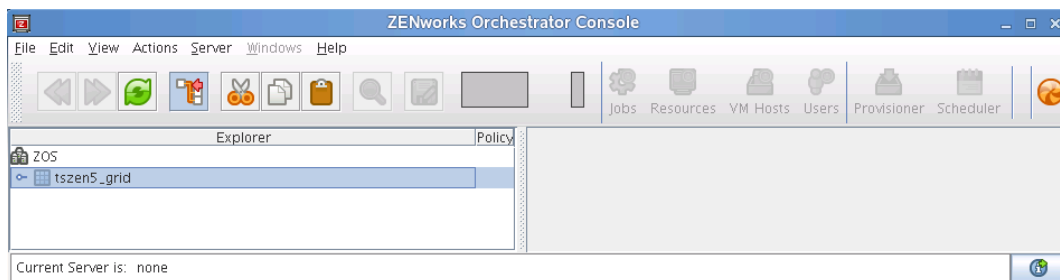 ZENworks Orchestrator Console
File Edit View Actions Server Windows Help
Jobs Resources VM Hosts Users Provisioner Scheduler
Explorer Policy
ZOS
tszen5_grid
Current Server is: none